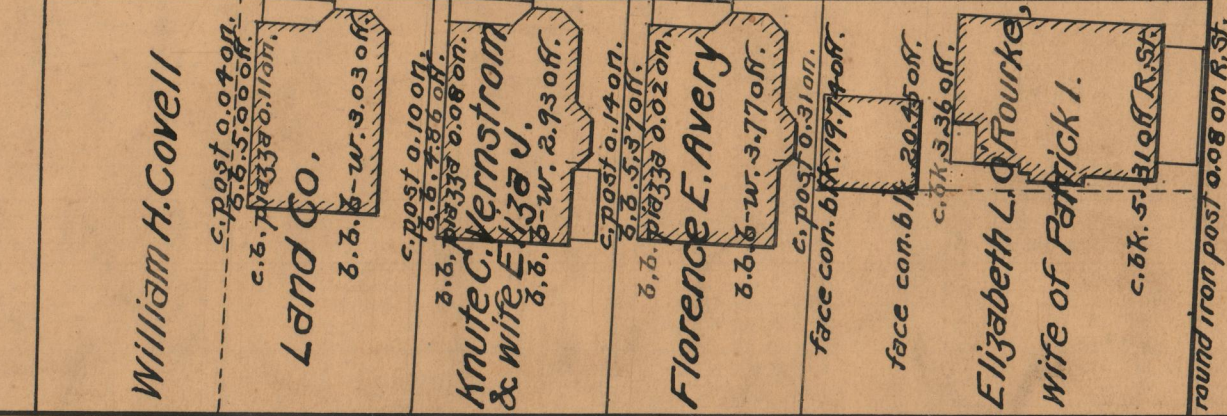 William H. Covell
c. post 0.04 on.
b.b. 5.00 off.
c.b. piazza 0.11 on.
Land Co.
b.b.-w. 3.03 off.
c. post 0.10 on.
b.b. 4.86 off.
b.b. piazza 0.08 on.
Knute C. Vernstrom
& wife Eliza J.
b.b.-w. 2.93 off.
c. post 0.14 on.
b.b. 5.37 off.
b.b. piazza 0.02 on.
Florence E. Avery
b.b.-w. 3.77 off.
c. post 0.31 on.
face con. blk. 19.74 off.
face con. blk. 20.45 off.
c. bk. 3.36 off.
Elizabeth L. O'Rourke,
wife of Patrick I.
c. bk. 5.31 off R. St.
round iron post 0.08 on R. St.